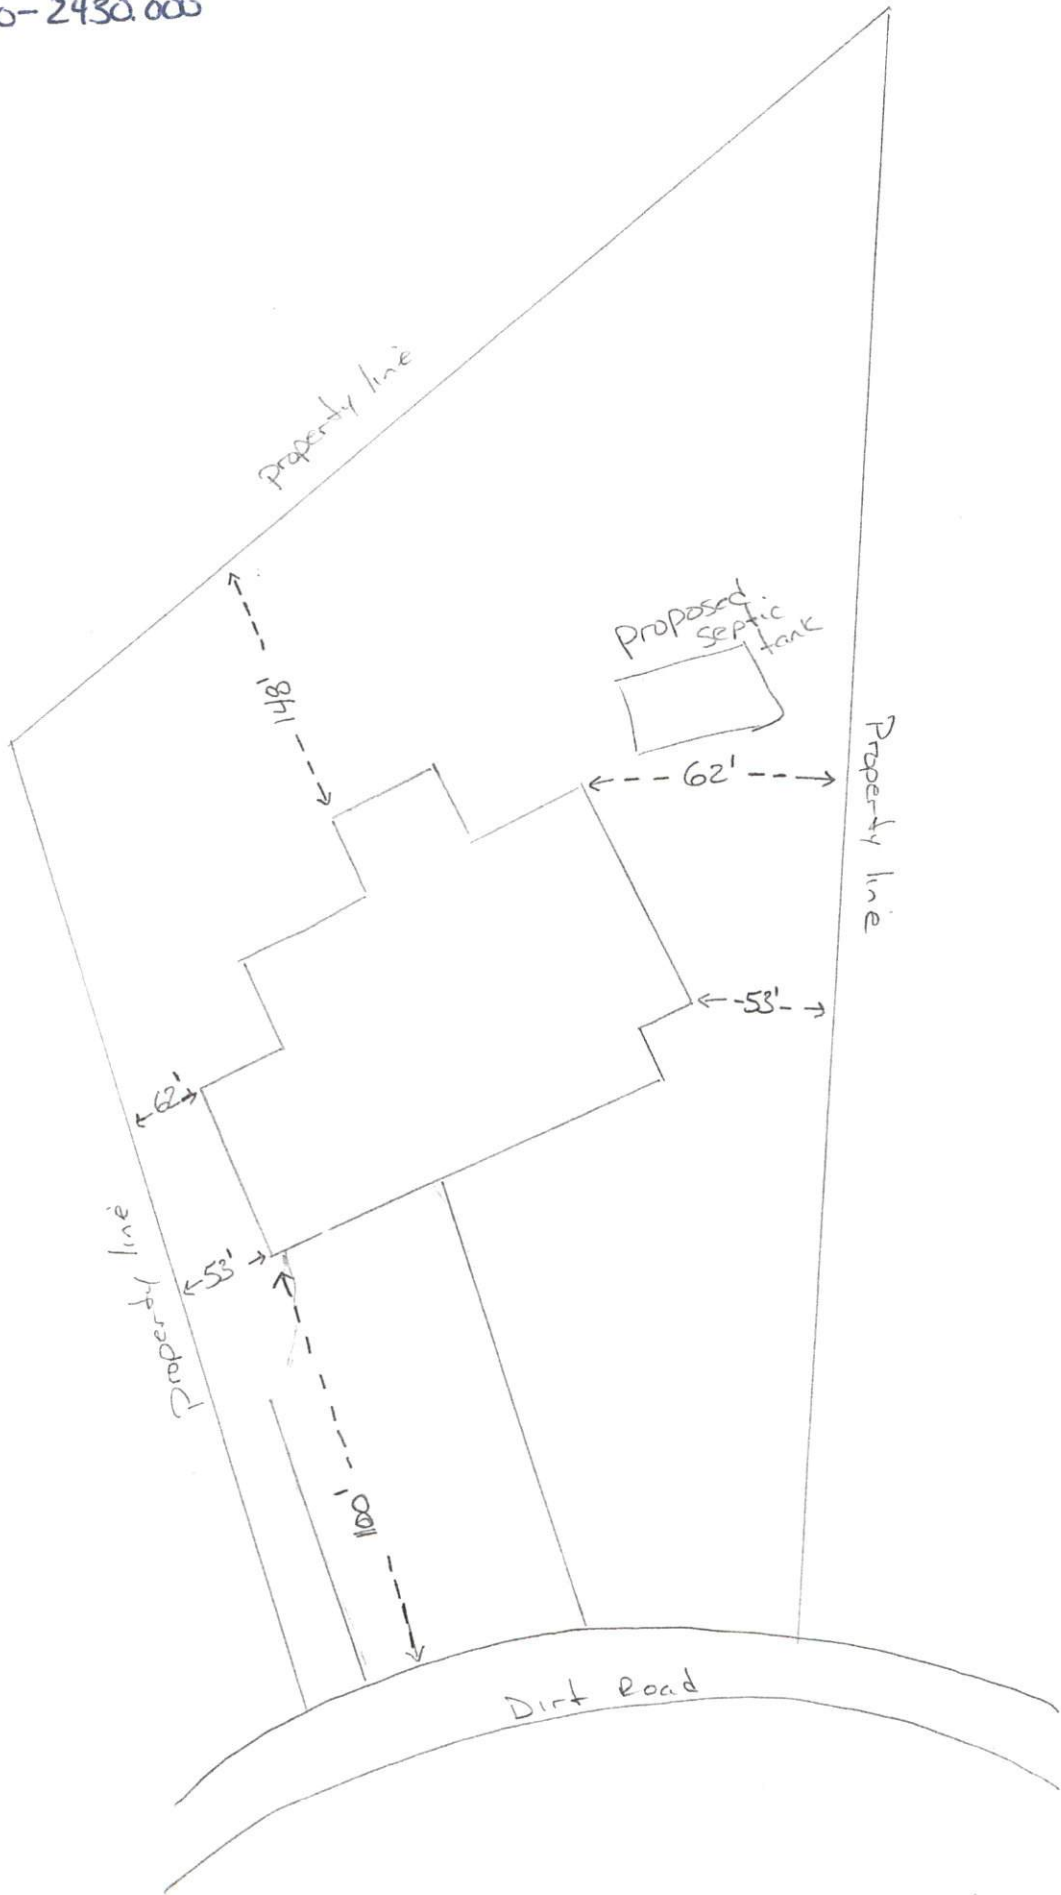 0-2430.000
property line
148'
proposed
septic
tank
62'
Property line
53'
62'
property line
53'
100'
Dirt Road